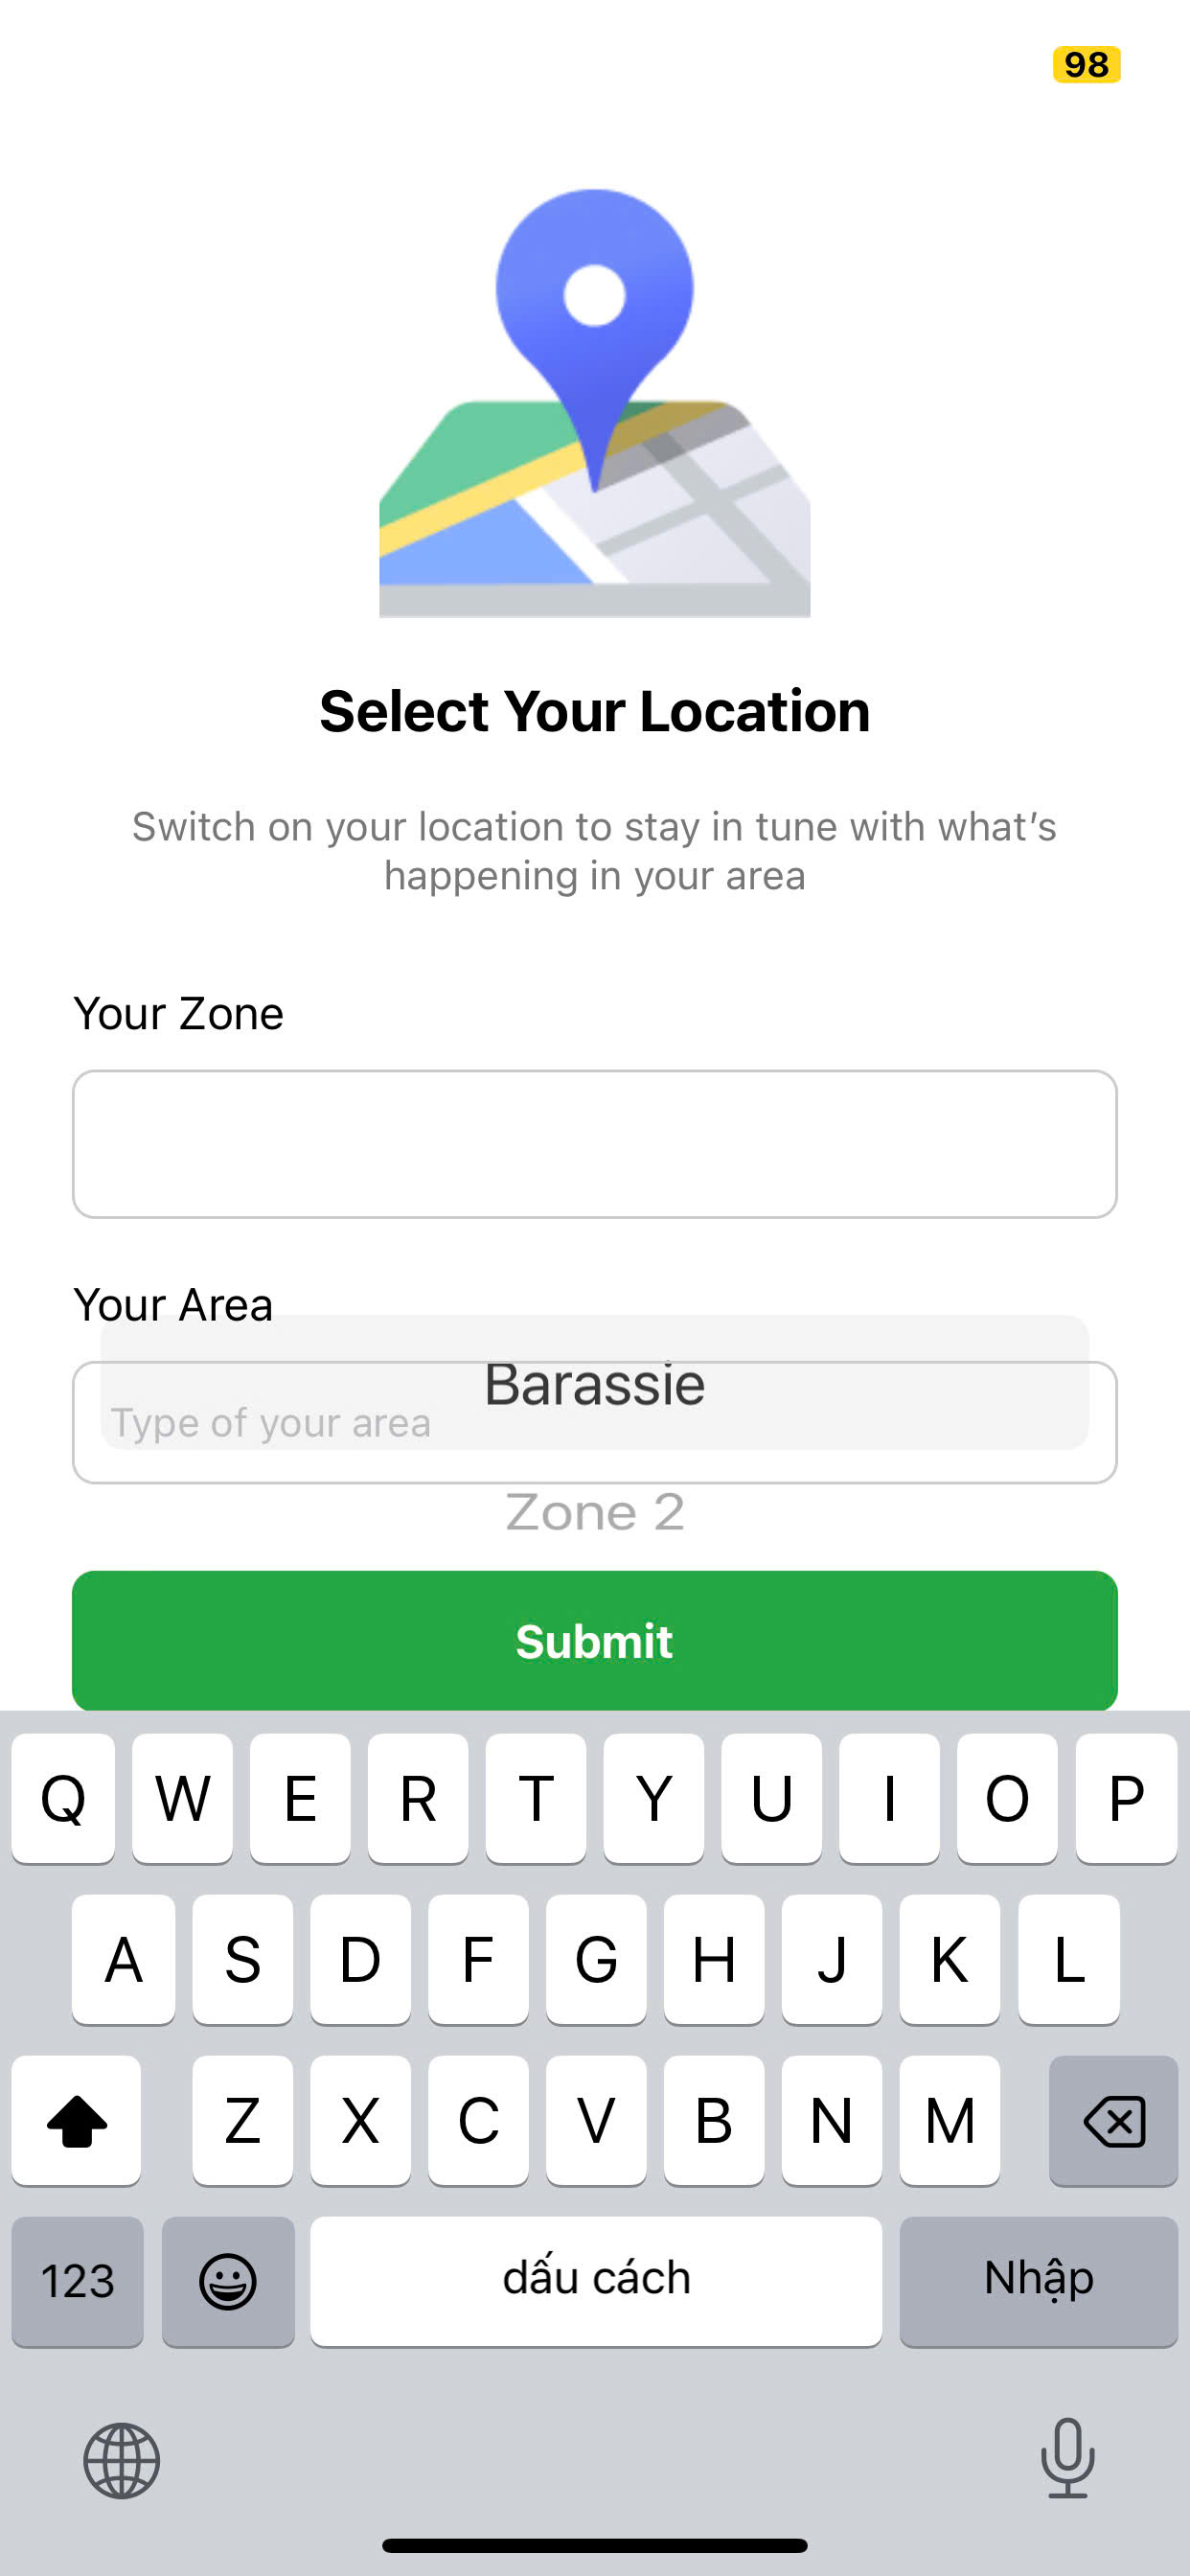 98
Select Your Location
Switch on your location to stay in tune with what's
happening in your area
Your Zone
Your Area
Barassie
Type of your area
Zone 2
Submit
Q W E R T Y U I O P
A S D F G H J K L
Z X C V B N M
123 dấu cách Nhập